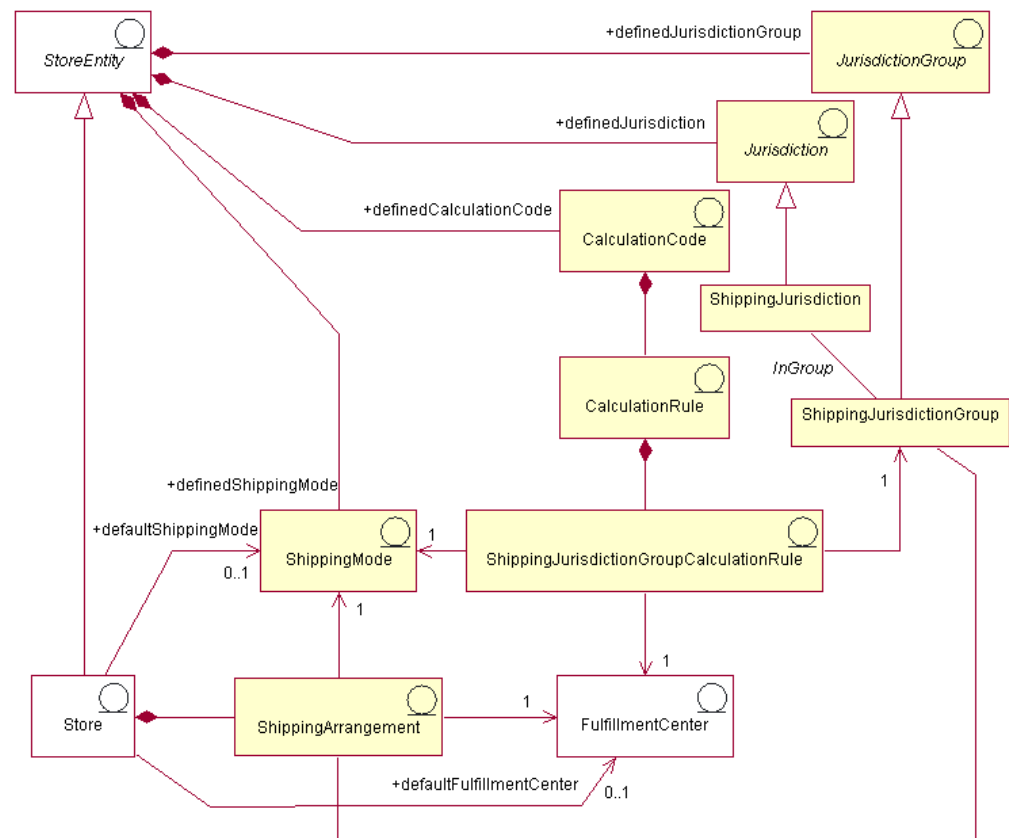 +definedJurisdictionGroup
StoreEntity
JurisdictionGroup
+definedJurisdiction
Jurisdiction
+definedCalculationCode
CalculationCode
ShippingJurisdiction
InGroup
CalculationRule
ShippingJurisdictionGroup
1
+definedShippingMode
+defaultShippingMode
1
ShippingMode
ShippingJurisdictionGroupCalculationRule
0..1
1
1
1
Store
ShippingArrangement
FulfillmentCenter
+defaultFulfillmentCenter
0..1